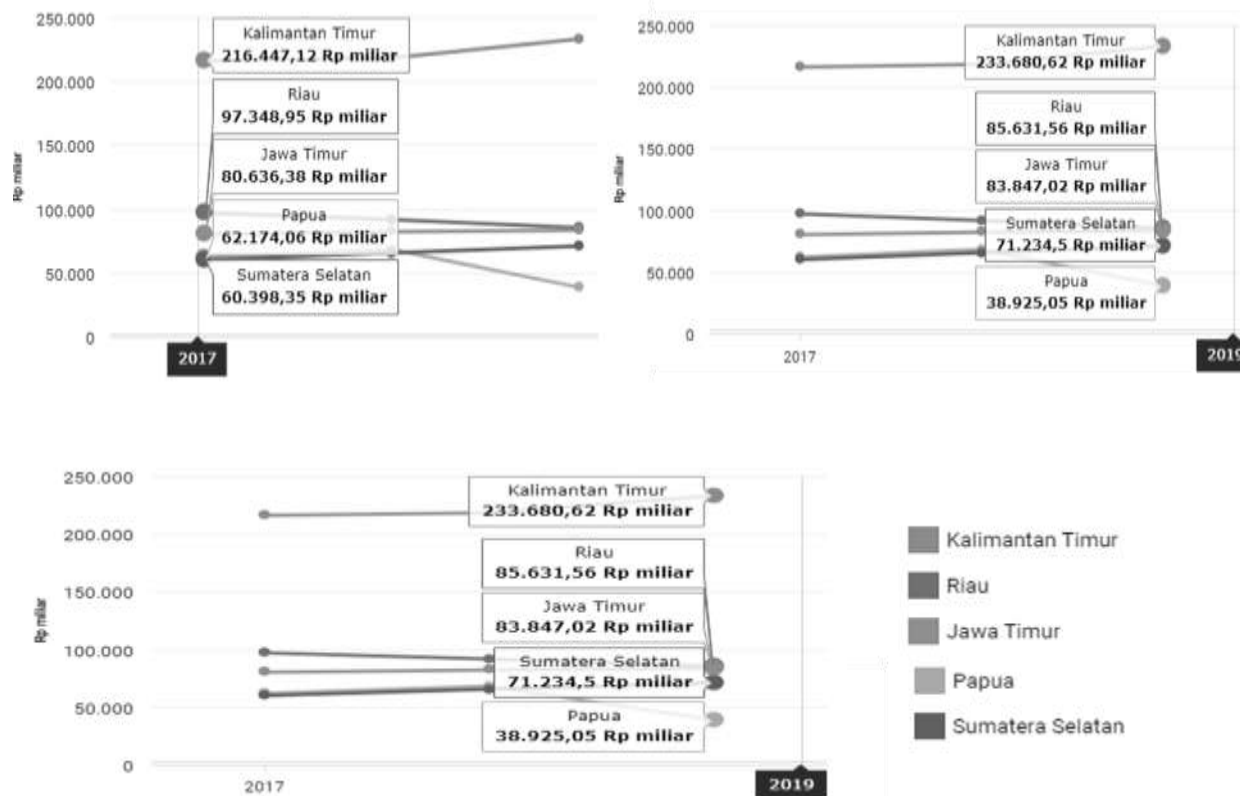 250.000
200.000
150.000
100.000
50.000
0
Rp miliar
Kalimantan Timur
216.447,12 Rp miliar
Riau
97.348,95 Rp miliar
Jawa Timur
80.636,38 Rp miliar
Papua
62.174,06 Rp miliar
Sumatera Selatan
60.398,35 Rp miliar
2017
250.000
200.000
150.000
100.000
50.000
0
Rp miliar
Kalimantan Timur
233.680,62 Rp miliar
Riau
85.631,56 Rp miliar
Jawa Timur
83.847,02 Rp miliar
Sumatera Selatan
71.234,5 Rp miliar
Papua
38.925,05 Rp miliar
2017
2019
250.000
200.000
150.000
100.000
50.000
0
Rp miliar
Kalimantan Timur
233.680,62 Rp miliar
Riau
85.631,56 Rp miliar
Jawa Timur
83.847,02 Rp miliar
Sumatera Selatan
71.234,5 Rp miliar
Papua
38.925,05 Rp miliar
2017
2019
Kalimantan Timur
Riau
Jawa Timur
Papua
Sumatera Selatan